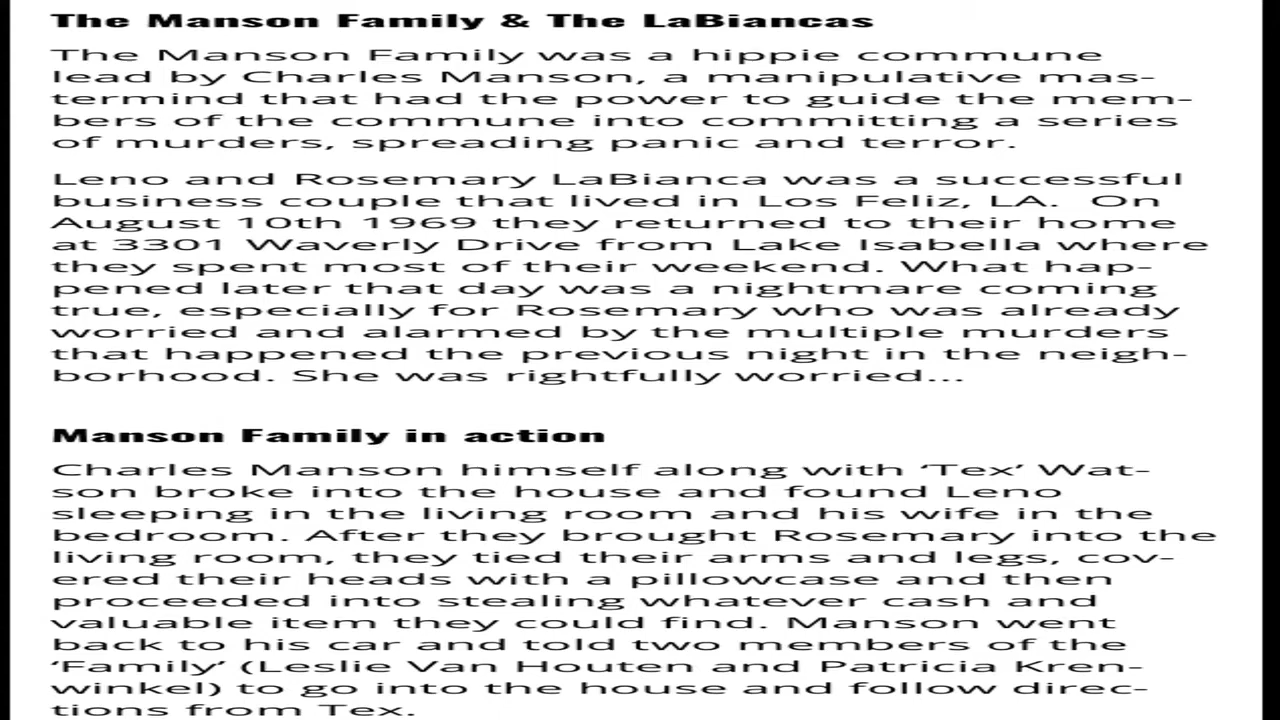 The Manson Family & The LaBiancas
The Manson Family was a hippie commune
lead by Charles Manson, a manipulative mas-
termind that had the power to guide the mem-
bers of the commune into committing a series
of murders, spreading panic and terror.
Leno and Rosemary LaBianca was a successful
business couple that lived in Los Feliz, LA.  On
August 10th 1969 they returned to their home
at 3301 Waverly Drive from Lake Isabella where
they spent most of their weekend. What hap-
pened later that day was a nightmare coming
true, especially for Rosemary who was already
worried and alarmed by the multiple murders
that happened the previous night in the neigh-
borhood. She was rightfully worried...
Manson Family in action
Charles Manson himself along with ‘Tex’ Wat-
son broke into the house and found Leno
sleeping in the living room and his wife in the
bedroom. After they brought Rosemary into the
living room, they tied their arms and legs, cov-
ered their heads with a pillowcase and then
proceeded into stealing whatever cash and
valuable item they could find. Manson went
back to his car and told two members of the
‘Family’ (Leslie Van Houten and Patricia Kren-
winkel) to go into the house and follow direc-
tions from Tex.